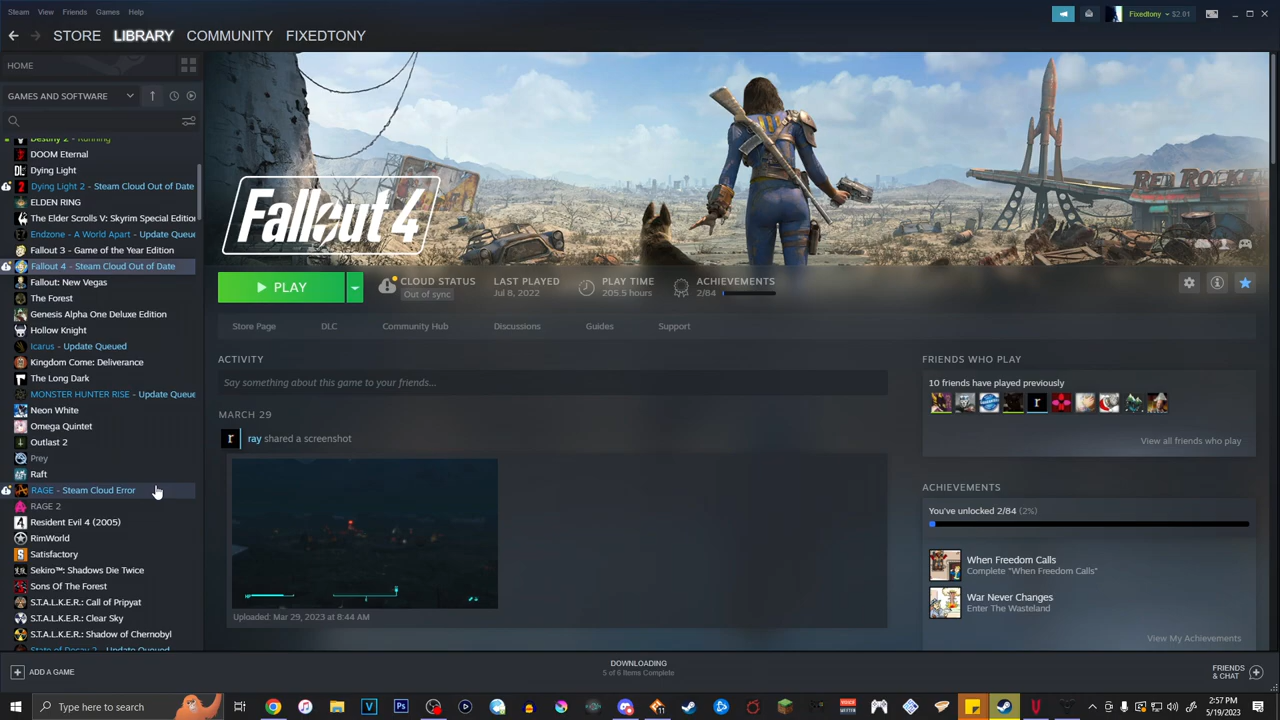 Steam View Friends Games Help
Fixedtony $2.01
STORE LIBRARY COMMUNITY FIXEDTONY
HOME
GAMES AND SOFTWARE
Destiny 2 - Running
DOOM Eternal
Dying Light
Dying Light 2 - Steam Cloud Out of Date
ELDEN RING
The Elder Scrolls V: Skyrim Special Edition
Endzone - A World Apart - Update Queue
Fallout 3 - Game of the Year Edition
Fallout 4 - Steam Cloud Out of Date
Fallout: New Vegas
The Forest
Genesis Alpha One Deluxe Edition
Hollow Knight
Icarus - Update Queued
Kingdom Come: Deliverance
The Long Dark
MONSTER HUNTER RISE - Update Queue
Neon White
Omega Quintet
Outlast 2
Prey
Raft
RAGE - Steam Cloud Error
RAGE 2
Resident Evil 4 (2005)
RimWorld
Satisfactory
Sekiro™: Shadows Die Twice
Sons Of The Forest
S.T.A.L.K.E.R.: Call of Pripyat
S.T.A.L.K.E.R.: Clear Sky
S.T.A.L.K.E.R.: Shadow of Chernobyl
State of Decay 2 - Update Queued
Fallout 4
RED ROCKET
PLAY
CLOUD STATUS
Out of sync
LAST PLAYED
Jul 8, 2022
PLAY TIME
205.5 hours
ACHIEVEMENTS
2/84
Store Page DLC Community Hub Discussions Guides Support
ACTIVITY
Say something about this game to your friends...
MARCH 29
r ray shared a screenshot
Uploaded: Mar 29, 2023 at 8:44 AM
FRIENDS WHO PLAY
10 friends have played previously
r
View all friends who play
ACHIEVEMENTS
You've unlocked 2/84 (2%)
When Freedom Calls
Complete "When Freedom Calls"
War Never Changes
Enter The Wasteland
View My Achievements
ADD A GAME
DOWNLOADING
5 of 6 Items Complete
FRIENDS
& CHAT
Type here to search
2:57 PM
5/19/2023